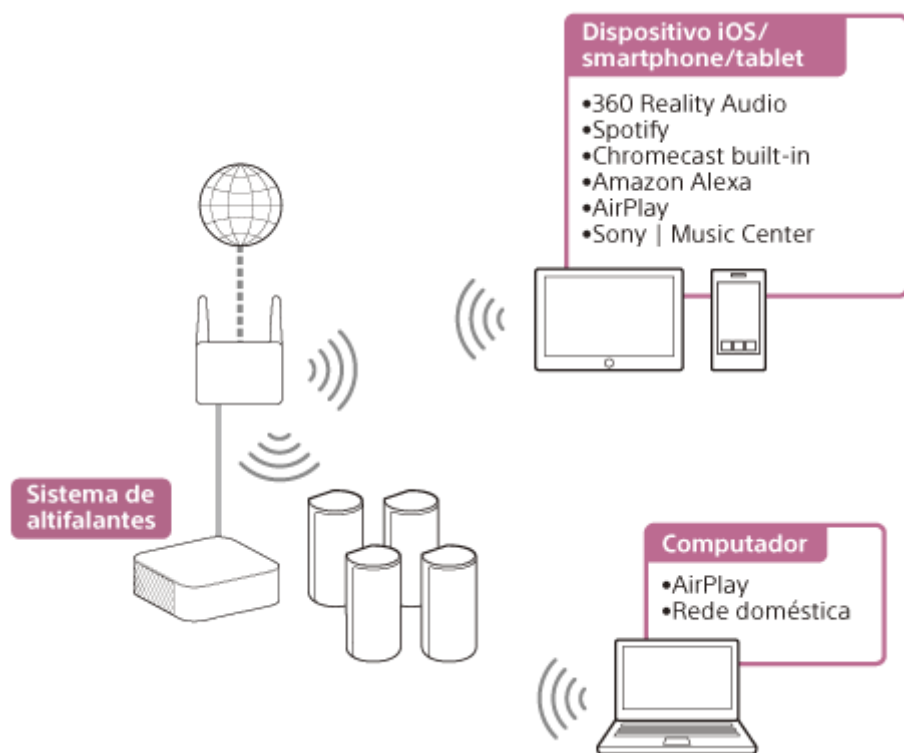 Dispositivo iOS/
smartphone/tablet
•360 Reality Audio
•Spotify
•Chromecast built-in
•Amazon Alexa
•AirPlay
•Sony | Music Center
Sistema de
altifalantes
Computador
•AirPlay
•Rede doméstica